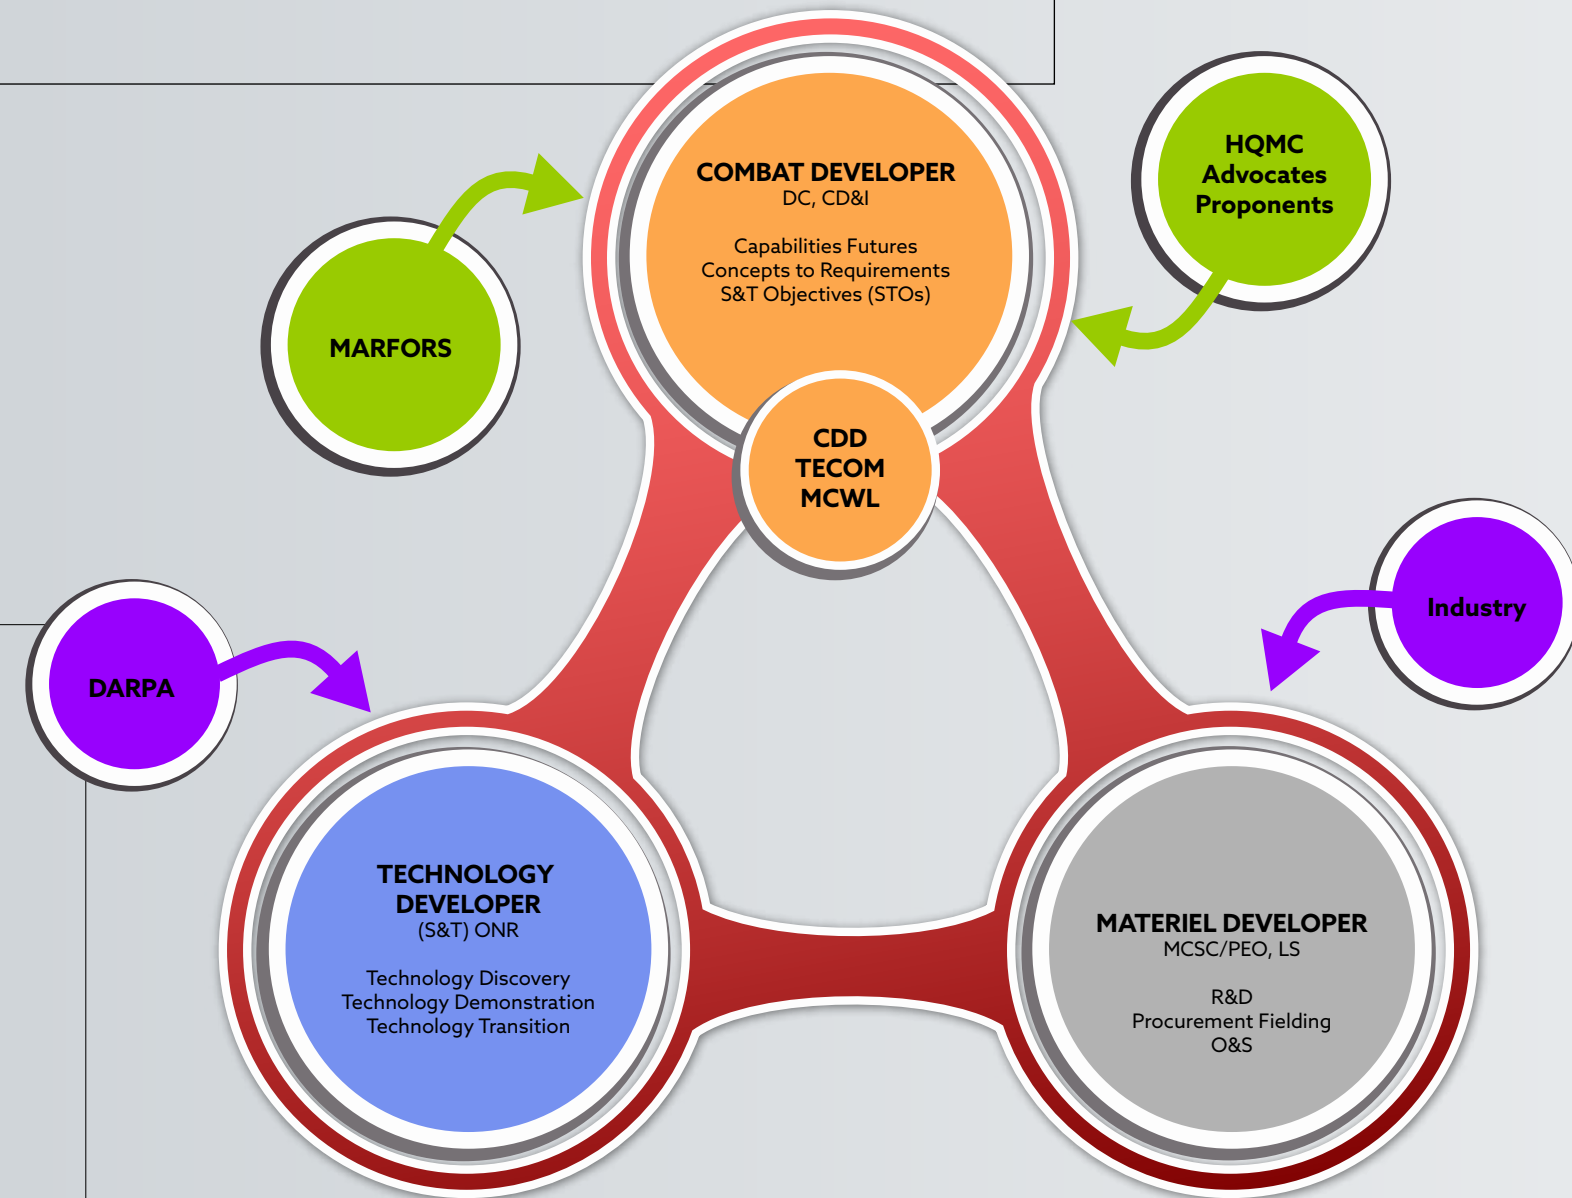 COMBAT DEVELOPER
DC, CD&I
Capabilities Futures
Concepts to Requirements
S&T Objectives (STOs)
HQMC
Advocates
Proponents
MARFORS
CDD
TECOM
MCWL
Industry
DARPA
TECHNOLOGY
DEVELOPER
(S&T) ONR
Technology Discovery
Technology Demonstration
Technology Transition
MATERIEL DEVELOPER
MCSC/PEO, LS
R&D
Procurement Fielding
O&S